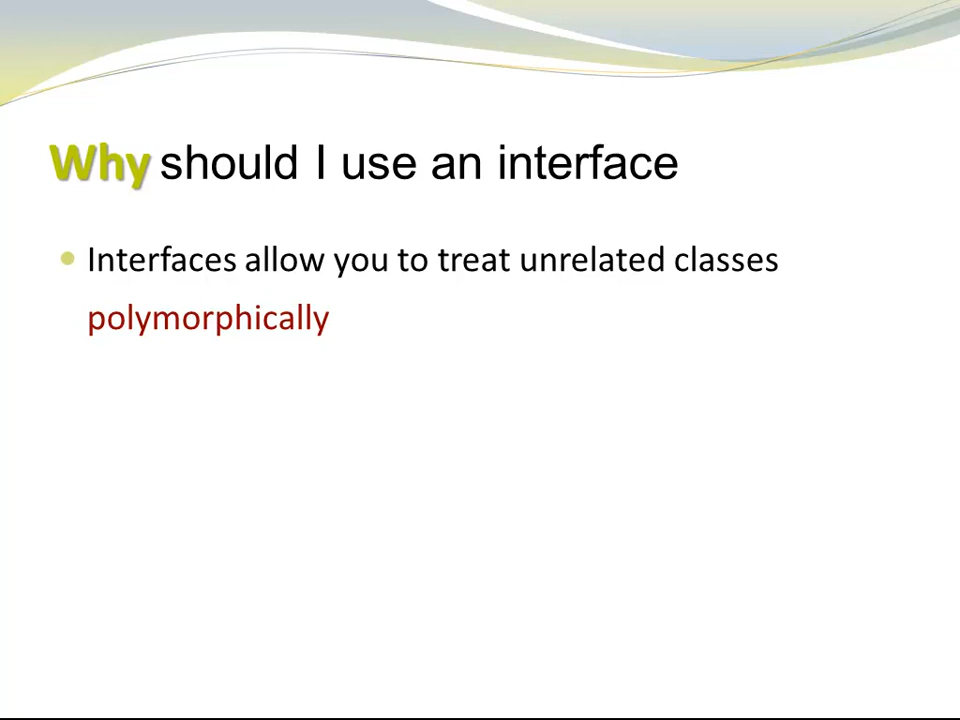 Why should I use an interface
Interfaces allow you to treat unrelated classes
polymorphically